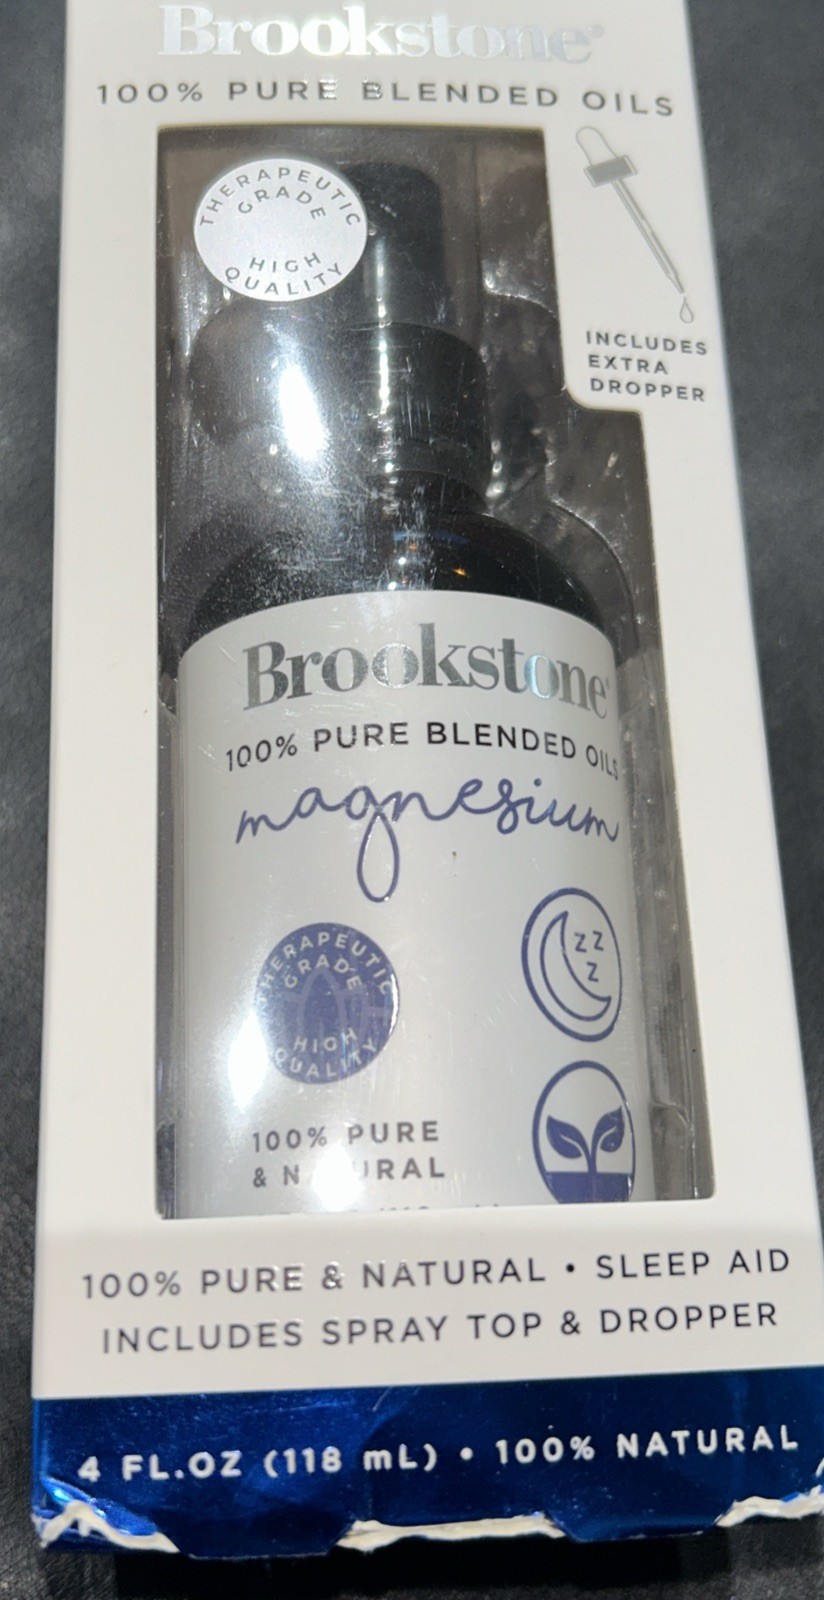 Brookstone®
100% PURE BLENDED OILS
THERAPEUTIC
GRADE
HIGH
QUALITY
INCLUDES
EXTRA
DROPPER
Brookstone®
100% PURE BLENDED OILS
magnesium
THERAPEUTIC
GRADE
HIGH
QUALITY
Z Z
Z
100% PURE
&
100% PURE & NATURAL • SLEEP AID
INCLUDES SPRAY TOP & DROPPER
4 FL.OZ (118 mL) • 100% NATURAL